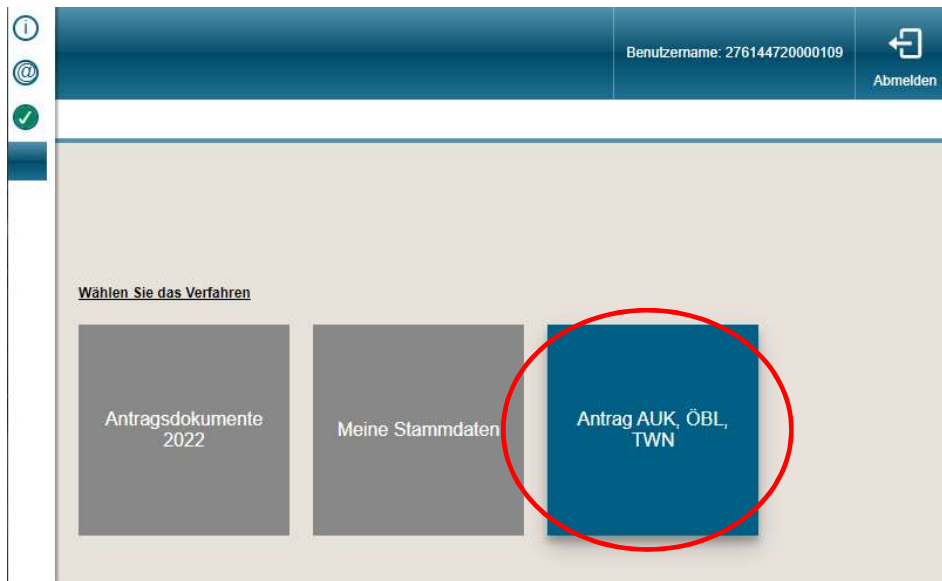 Benutzername: 276144720000109
Abmelden
Wählen Sie das Verfahren
Antragsdokumente
2022
Meine Stammdaten
Antrag AUK, ÖBL,
TWN